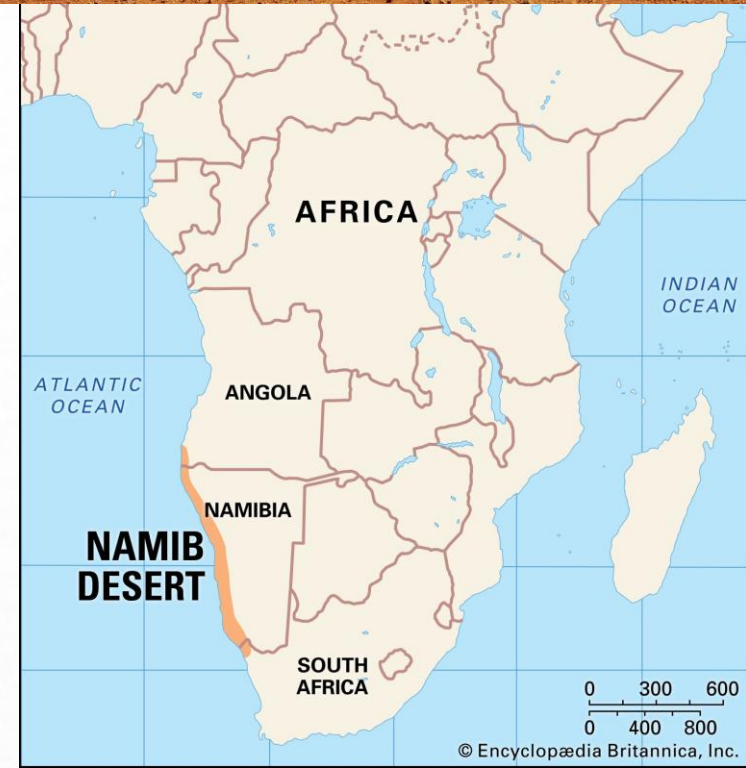 AFRICA
INDIAN
OCEAN
ATLANTIC
OCEAN
ANGOLA
NAMIBIA
NAMIB
DESERT
SOUTH
AFRICA
0 300 600
0 400 800
© Encyclopædia Britannica, Inc.